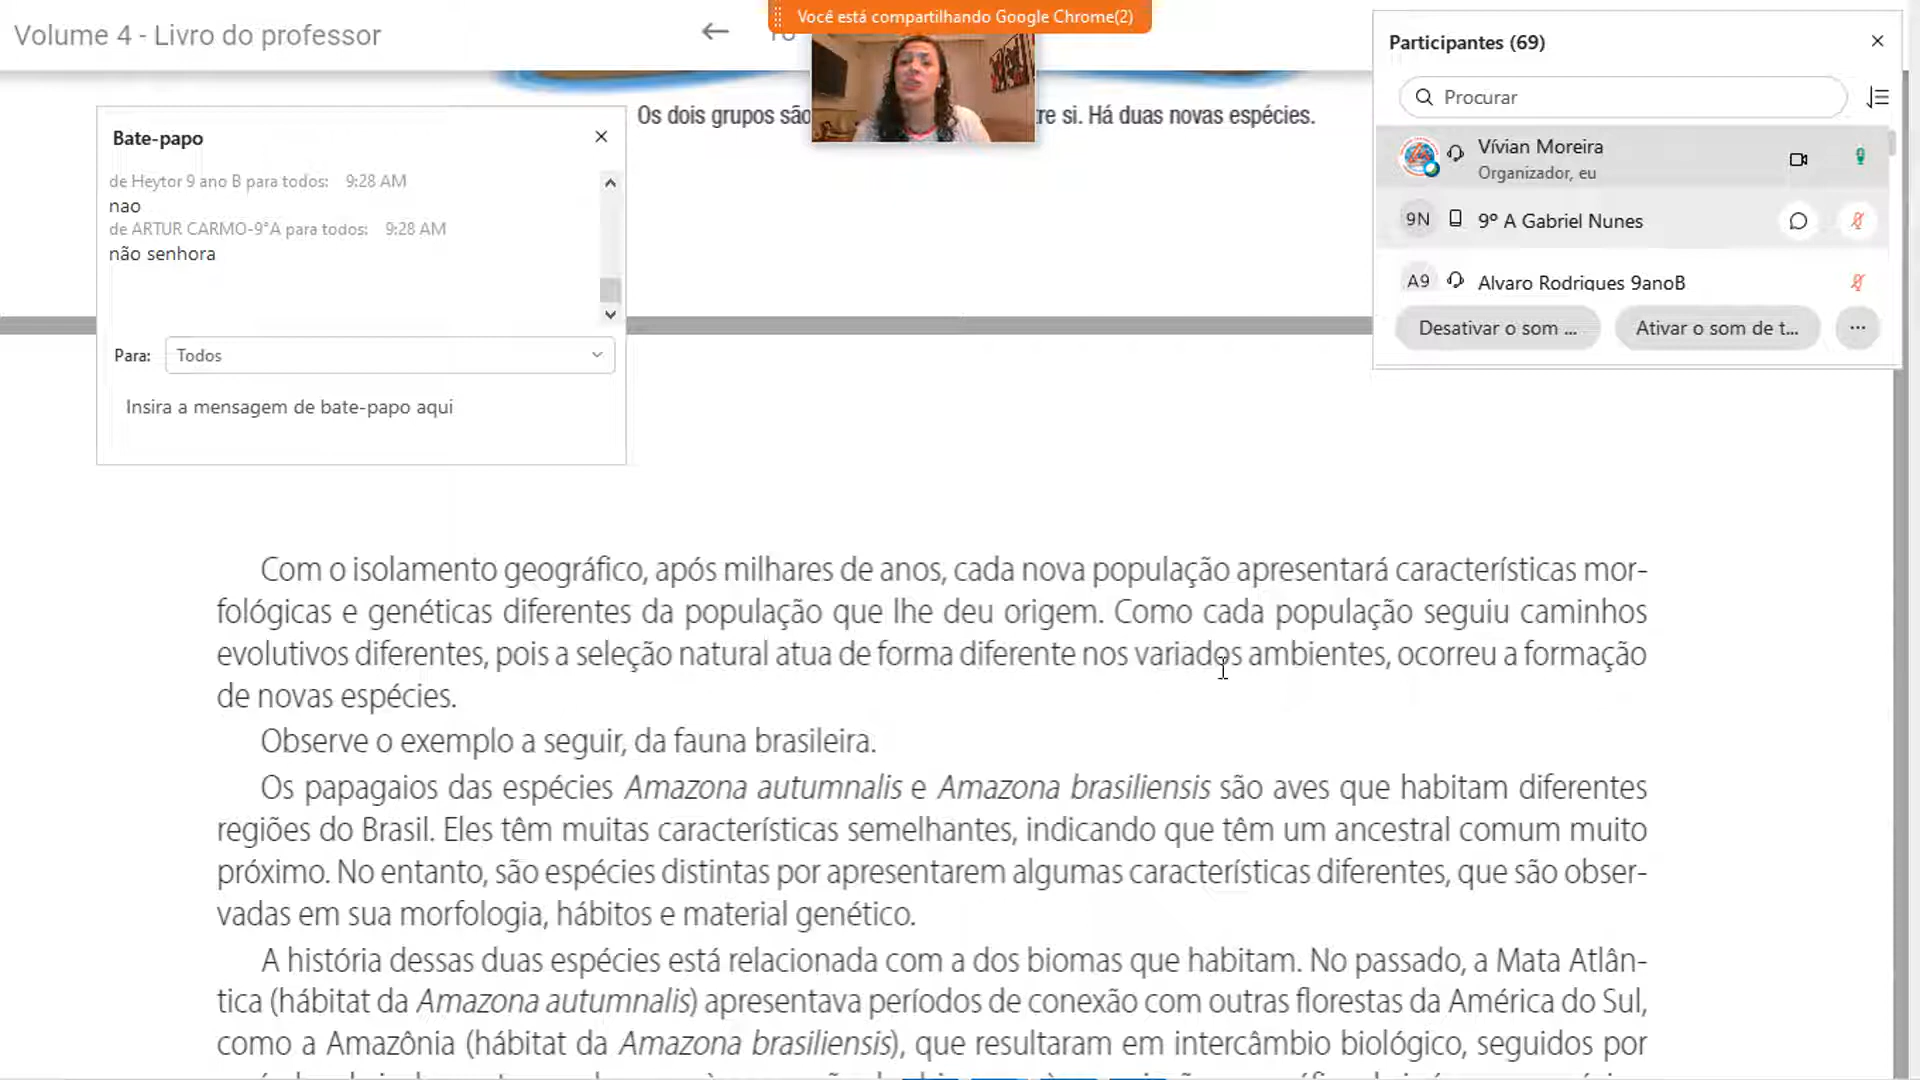 Você está compartilhando Google Chrome(2)
Volume 4 - Livro do professor
Os dois grupos são
tre si. Há duas novas espécies.
Bate-papo
de Heytor 9 ano B para todos: 9:28 AM
nao
de ARTUR CARMO-9°A para todos: 9:28 AM
não senhora
Para: Todos
Insira a mensagem de bate-papo aqui
Participantes (69)
Procurar
Vívian Moreira
Organizador, eu
9N 9º A Gabriel Nunes
A9 Alvaro Rodrigues 9anoB
Desativar o som ...
Ativar o som de t...
Com o isolamento geográfico, após milhares de anos, cada nova população apresentará características mor-
fológicas e genéticas diferentes da população que lhe deu origem. Como cada população seguiu caminhos
evolutivos diferentes, pois a seleção natural atua de forma diferente nos variados ambientes, ocorreu a formação
de novas espécies.
Observe o exemplo a seguir, da fauna brasileira.
Os papagaios das espécies Amazona autumnalis e Amazona brasiliensis são aves que habitam diferentes
regiões do Brasil. Eles têm muitas características semelhantes, indicando que têm um ancestral comum muito
próximo. No entanto, são espécies distintas por apresentarem algumas características diferentes, que são obser-
vadas em sua morfologia, hábitos e material genético.
A história dessas duas espécies está relacionada com a dos biomas que habitam. No passado, a Mata Atlân-
tica (hábitat da Amazona autumnalis) apresentava períodos de conexão com outras florestas da América do Sul,
como a Amazônia (hábitat da Amazona brasiliensis), que resultaram em intercâmbio biológico, seguidos por